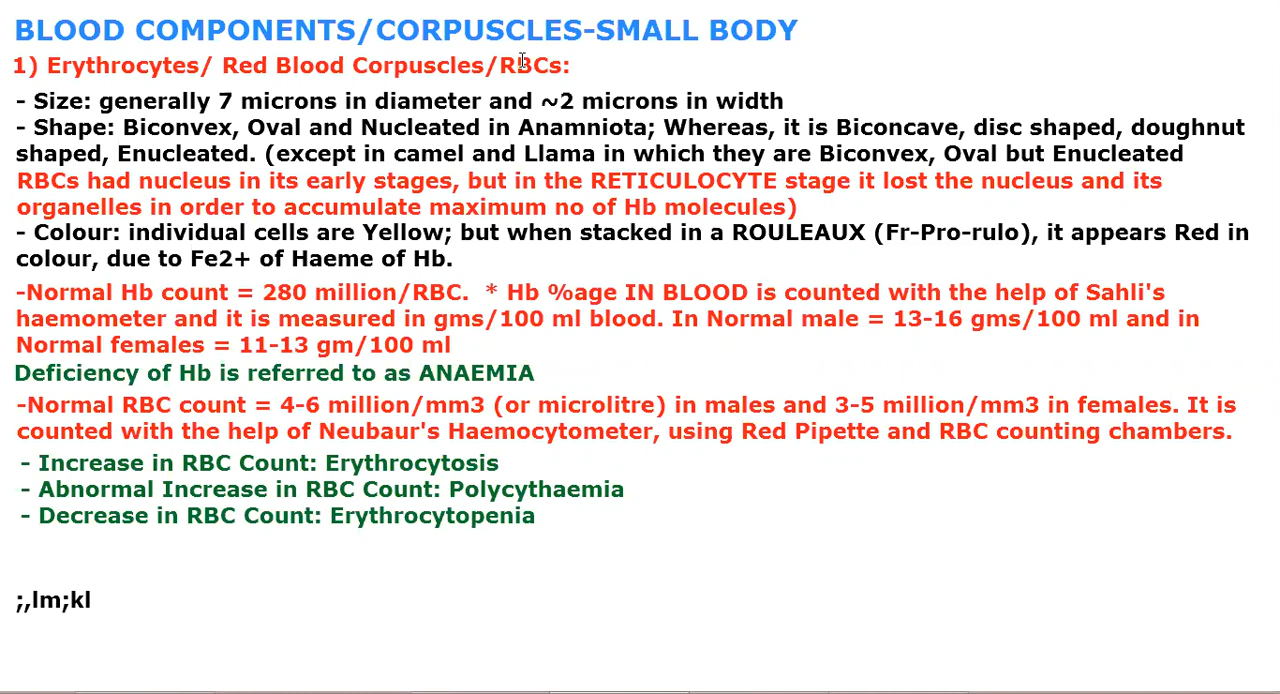 BLOOD COMPONENTS/CORPUSCLES-SMALL BODY
1) Erythrocytes/ Red Blood Corpuscles/RBCs:
- Size: generally 7 microns in diameter and ~2 microns in width
- Shape: Biconvex, Oval and Nucleated in Anamniota; Whereas, it is Biconcave, disc shaped, doughnut
shaped, Enucleated. (except in camel and Llama in which they are Biconvex, Oval but Enucleated
RBCs had nucleus in its early stages, but in the RETICULOCYTE stage it lost the nucleus and its
organelles in order to accumulate maximum no of Hb molecules)
- Colour: individual cells are Yellow; but when stacked in a ROULEAUX (Fr-Pro-rulo), it appears Red in
colour, due to Fe2+ of Haeme of Hb.
-Normal Hb count = 280 million/RBC.  * Hb %age IN BLOOD is counted with the help of Sahli's
haemometer and it is measured in gms/100 ml blood. In Normal male = 13-16 gms/100 ml and in
Normal females = 11-13 gm/100 ml
Deficiency of Hb is referred to as ANAEMIA
-Normal RBC count = 4-6 million/mm3 (or microlitre) in males and 3-5 million/mm3 in females. It is
counted with the help of Neubaur's Haemocytometer, using Red Pipette and RBC counting chambers.
- Increase in RBC Count: Erythrocytosis
- Abnormal Increase in RBC Count: Polycythaemia
- Decrease in RBC Count: Erythrocytopenia
;,lm;kl